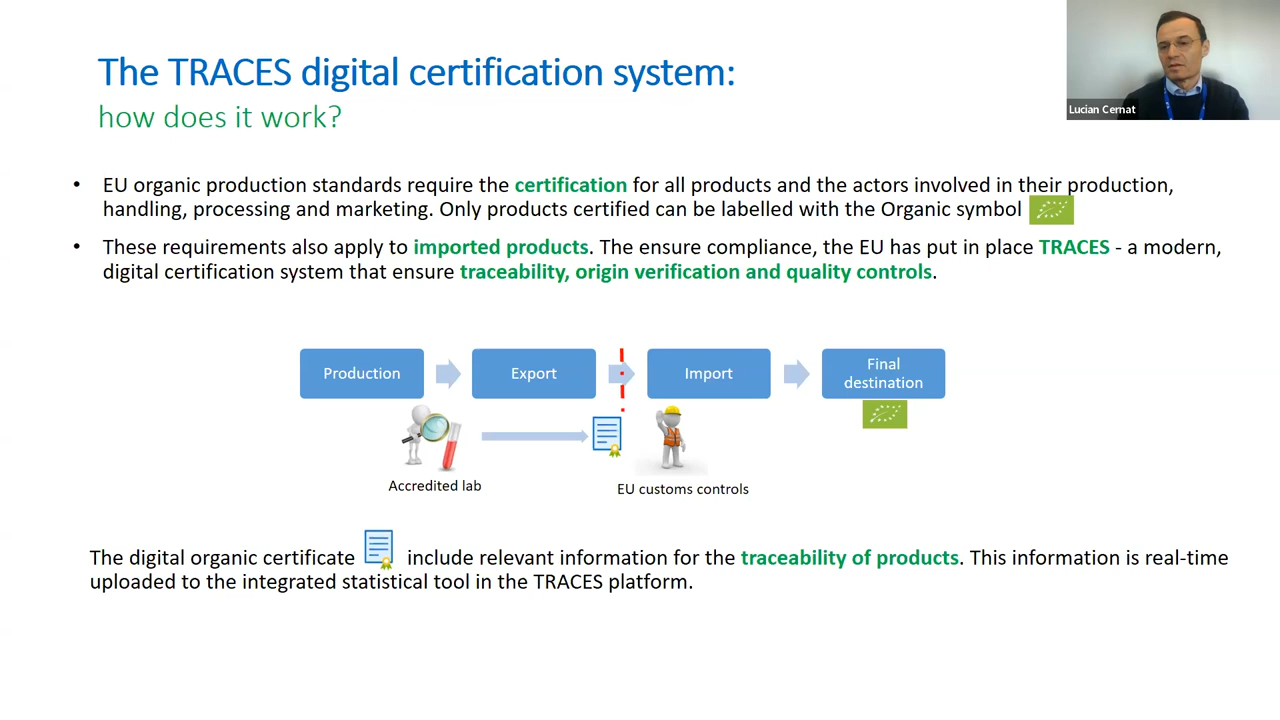 The TRACES digital certification system:
how does it work?
Lucian Cernat
• EU organic production standards require the certification for all products and the actors involved in their production,
handling, processing and marketing. Only products certified can be labelled with the Organic symbol
• These requirements also apply to imported products. The ensure compliance, the EU has put in place TRACES - a modern,
digital certification system that ensure traceability, origin verification and quality controls.
Production
Export
Import
Final
destination
Accredited lab
EU customs controls
The digital organic certificate include relevant information for the traceability of products. This information is real-time
uploaded to the integrated statistical tool in the TRACES platform.